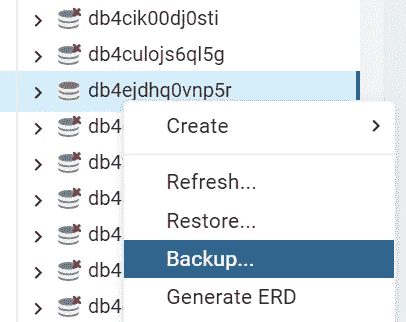 db4cik00dj0sti
db4culojs6ql5g
db4ejdhq0vnp5r
db4
Create
db4
db4
Refresh...
db4
Restore...
db4
Backup...
db4
Generate ERD